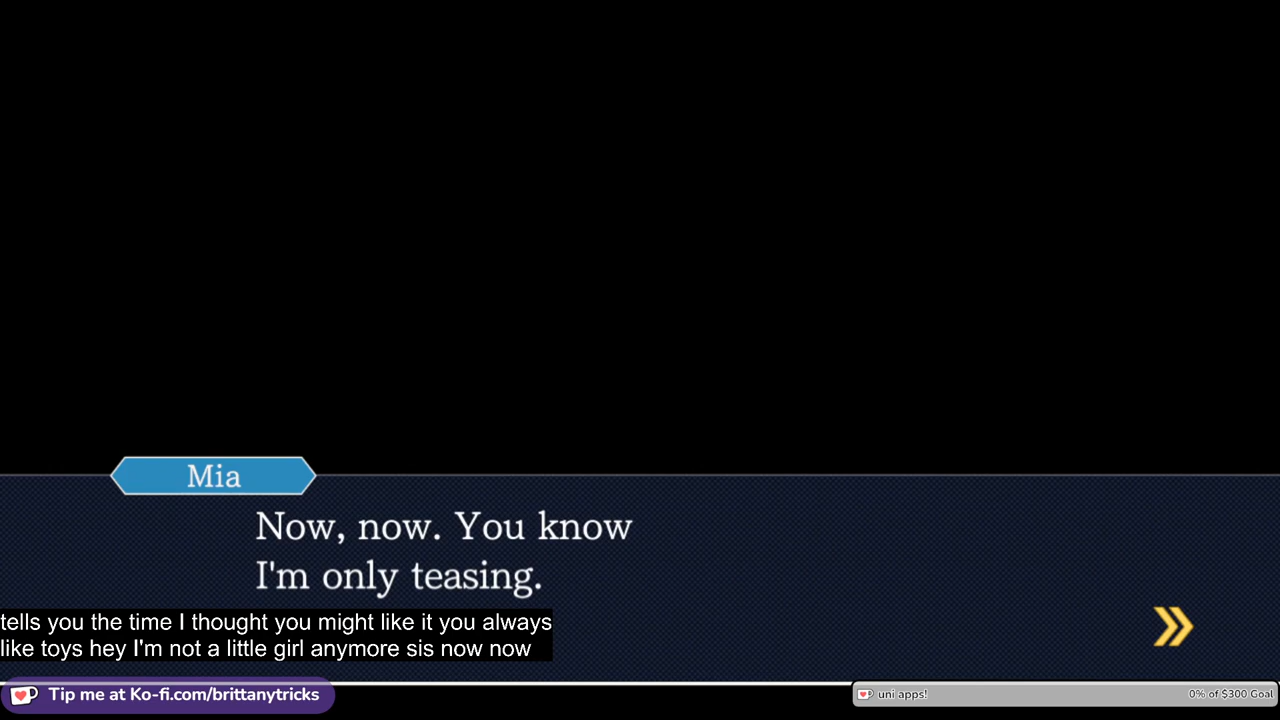 Mia
Now, now. You know
I'm only teasing.
tells you the time I thought you might like it you always
like toys hey I'm not a little girl anymore sis now now
Tip me at Ko-fi.com/brittanytricks
uni apps!
0% of $300 Goal